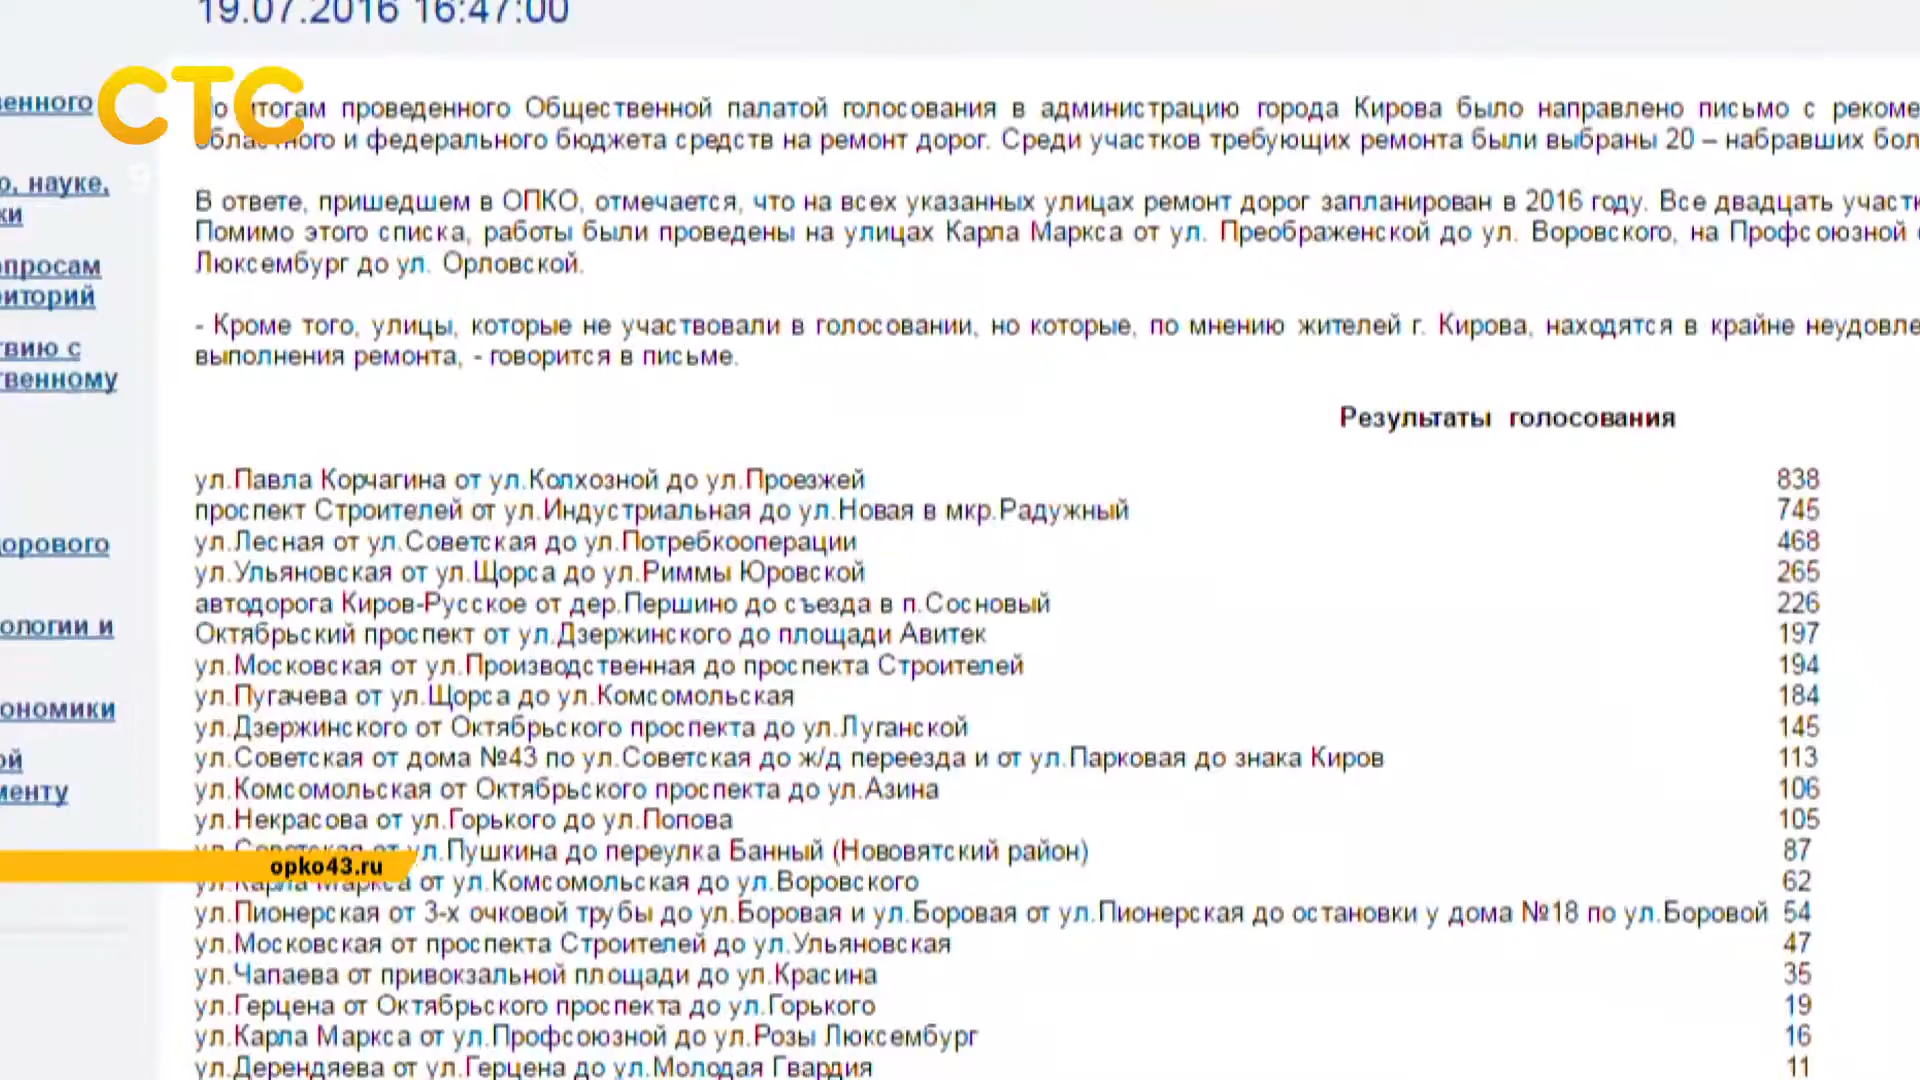 19.07.2016 16:47:00
СТС
итогам проведенного Общественной палатой голосования в администрацию города Кирова было направлено письмо с
и федерального бюджета средств на ремонт дорог. Среди участков требующих ремонта были выбраны 20 – набравших
В ответе, пришедшем в ОПКО, отмечается, что на всех указанных улицах ремонт дорог запланирован в 2016 году. Все двадцать
Помимо этого списка, работы были проведены на улицах Карла Маркса от ул. Преображенской до ул. Воровского, на Профсоюзной
Люксембург до ул. Орловской.
- Кроме того, улицы, которые не участвовали в голосовании, но которые, по мнению жителей г. Кирова, находятся в крайне
выполнения ремонта, - говорится в письме.
Результаты голосования
ул.Павла Корчагина от ул.Колхозной до ул.Проезжей 838
проспект Строителей от ул.Индустриальная до ул.Новая в мкр.Радужный 745
ул.Лесная от ул.Советская до ул.Потребкооперации 468
ул.Ульяновская от ул.Щорса до ул.Риммы Юровской 265
автодорога Киров-Русское от дер.Першино до съезда в п.Сосновый 226
Октябрьский проспект от ул.Дзержинского до площади Авитек 197
ул.Московская от ул.Производственная до проспекта Строителей 194
ул.Пугачева от ул.Щорса до ул.Комсомольская 184
ул.Дзержинского от Октябрьского проспекта до ул.Луганской 145
ул.Советская от дома №43 по ул.Советская до ж/д переезда и от ул.Парковая до знака Киров 113
ул.Комсомольская от Октябрьского проспекта до ул.Азина 106
ул.Некрасова от ул.Горького до ул.Попова 105
ул.Советская от ул.Пушкина до переулка Банный (Нововятский район) 87
ул.Карла Маркса от ул.Комсомольская до ул.Воровского 62
ул.Пионерская от 3-х очковой трубы до ул.Боровая и ул.Боровая от ул.Пионерская до остановки у дома №18 по ул.Боровой 54
ул.Московская от проспекта Строителей до ул.Ульяновская 47
ул.Чапаева от привокзальной площади до ул.Красина 35
ул.Герцена от Октябрьского проспекта до ул.Горького 19
ул.Карла Маркса от ул.Профсоюзной до ул.Розы Люксембург 16
ул.Дерендяева от ул.Герцена до ул.Молодая Гвардия 11
науке,
и
с
opko43.ru